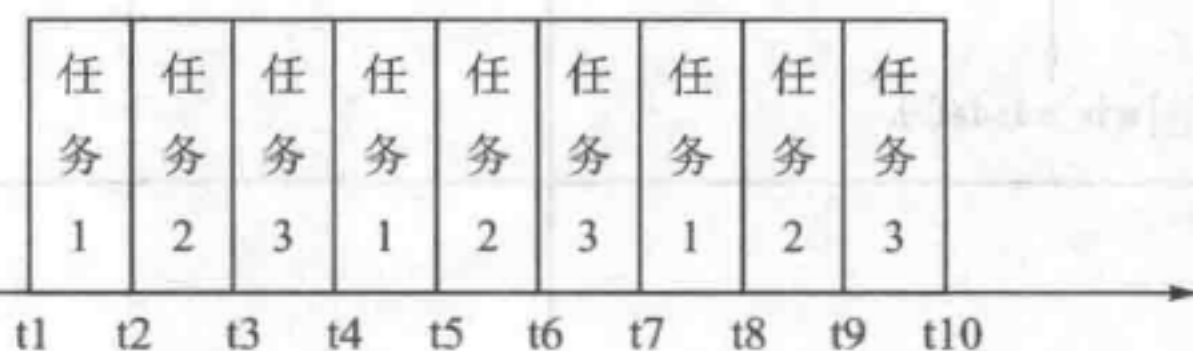 任 任 任 任 任 任 任 任 任
务 务 务 务 务 务 务 务 务
1 2 3 1 2 3 1 2 3
t1 t2 t3 t4 t5 t6 t7 t8 t9 t10